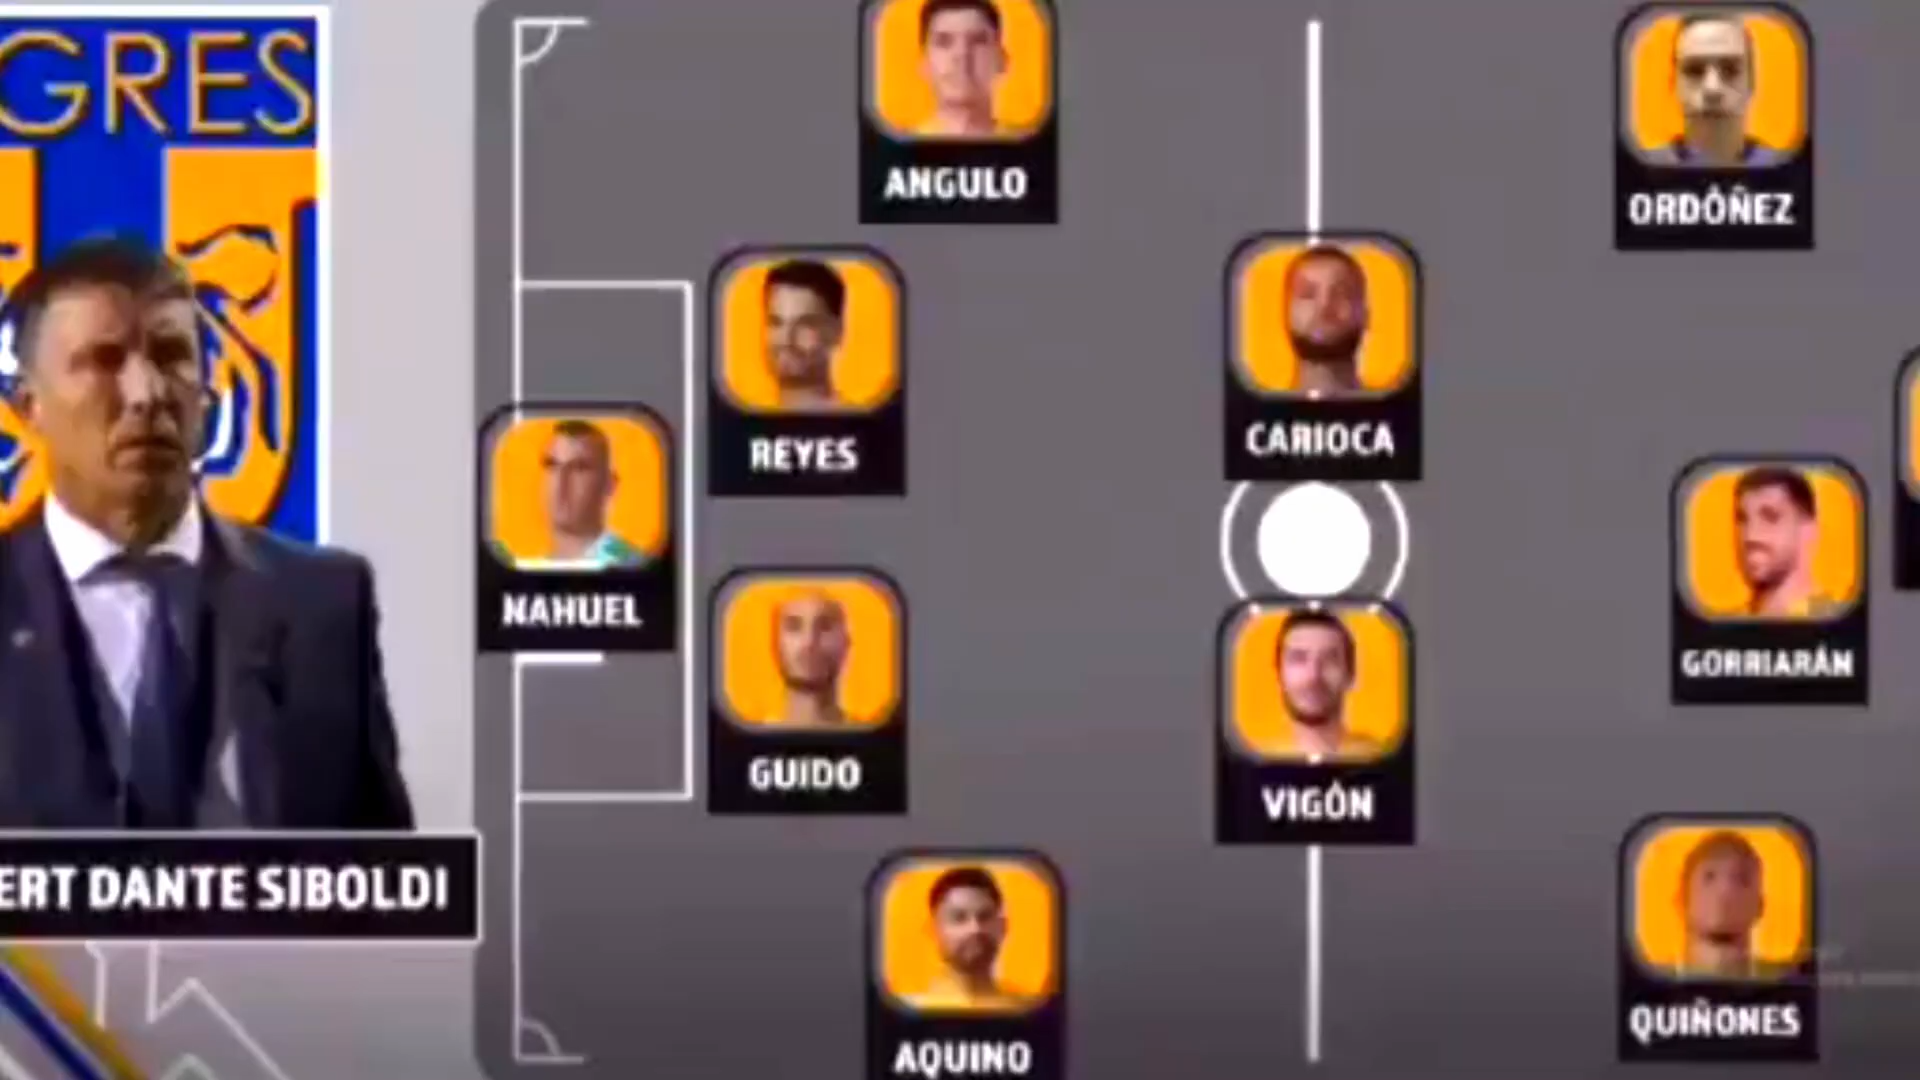 GRES
ANGULO
ORDÓÑEZ
REYES
CARIOCA
NAHUEL
GORRIARÁN
GUIDO
VIGÓN
ERT DANTE SIBOLDI
QUIÑONES
AQUINO